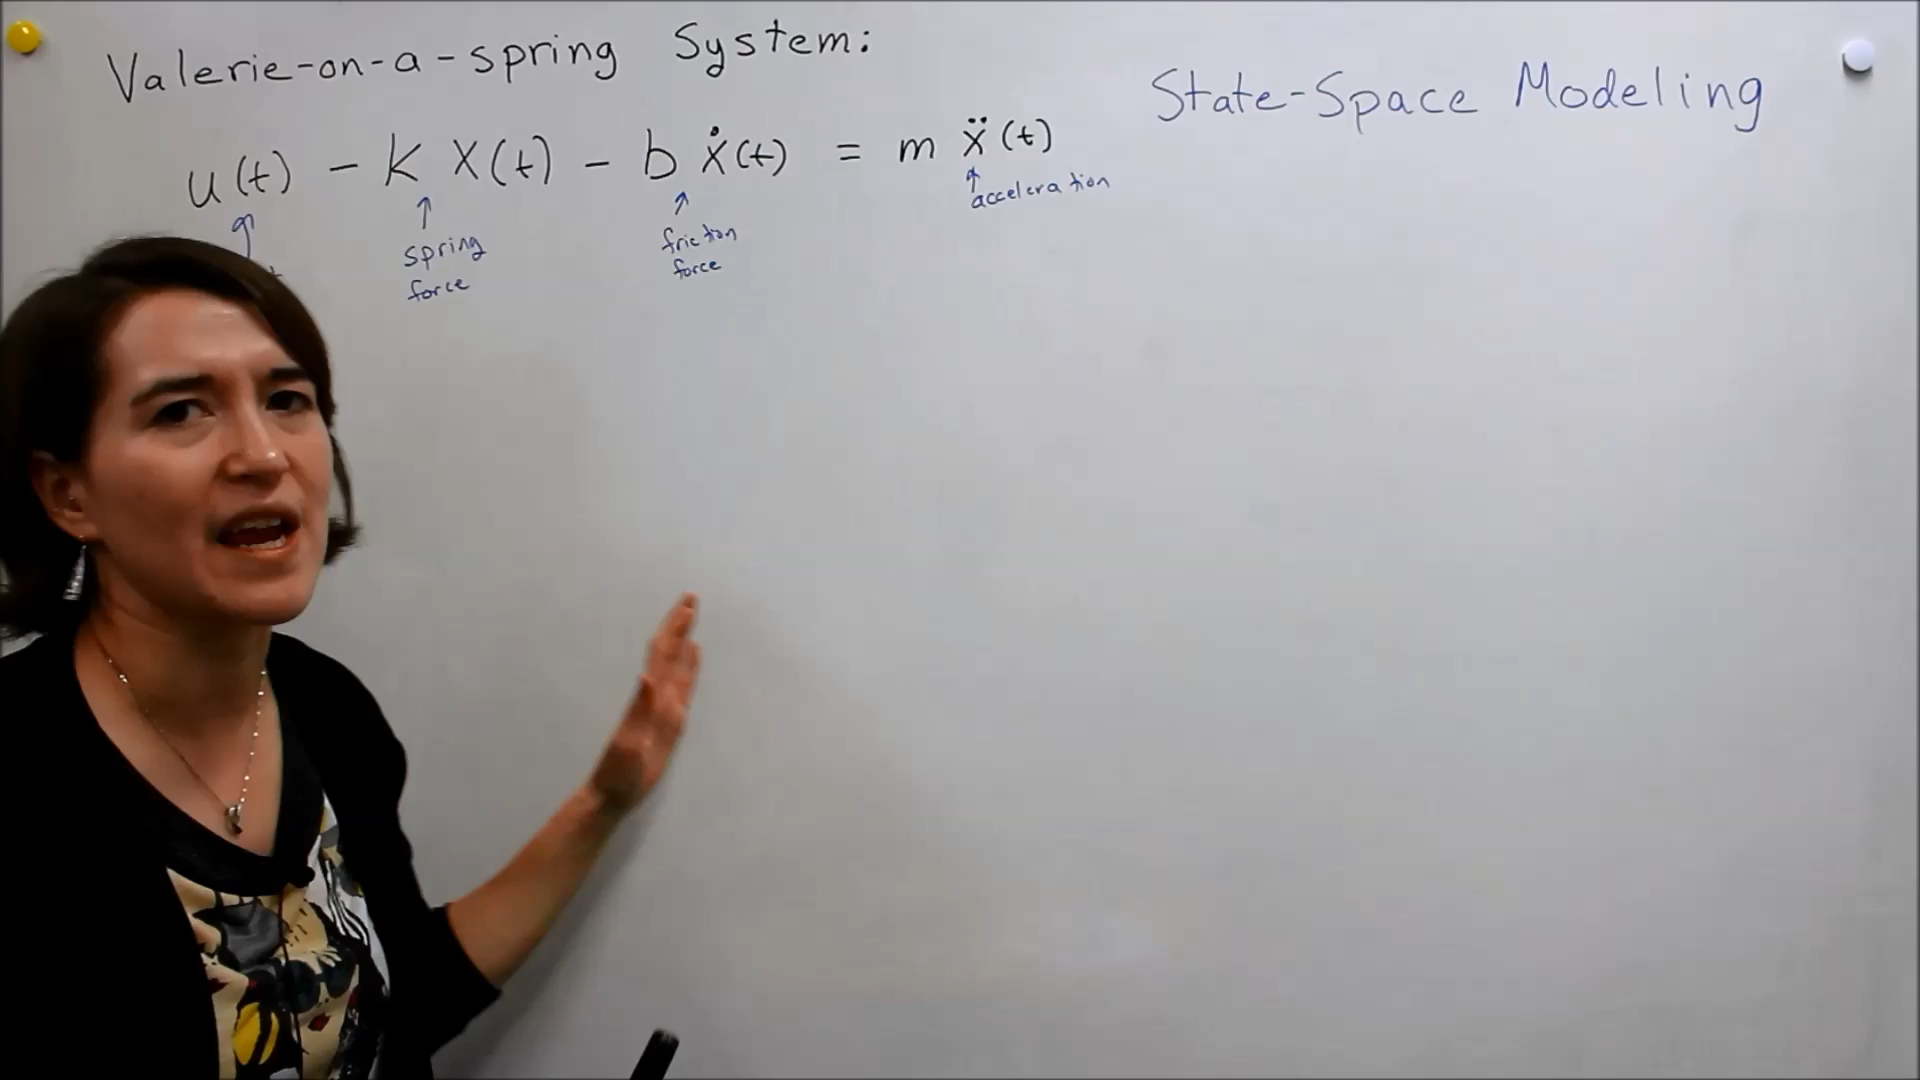 Valerie-on-a-spring System:
State-Space Modeling
u(t) - K X(t) - b ẋ(t) = m ẍ(t)
acceleration
spring
force
friction
force